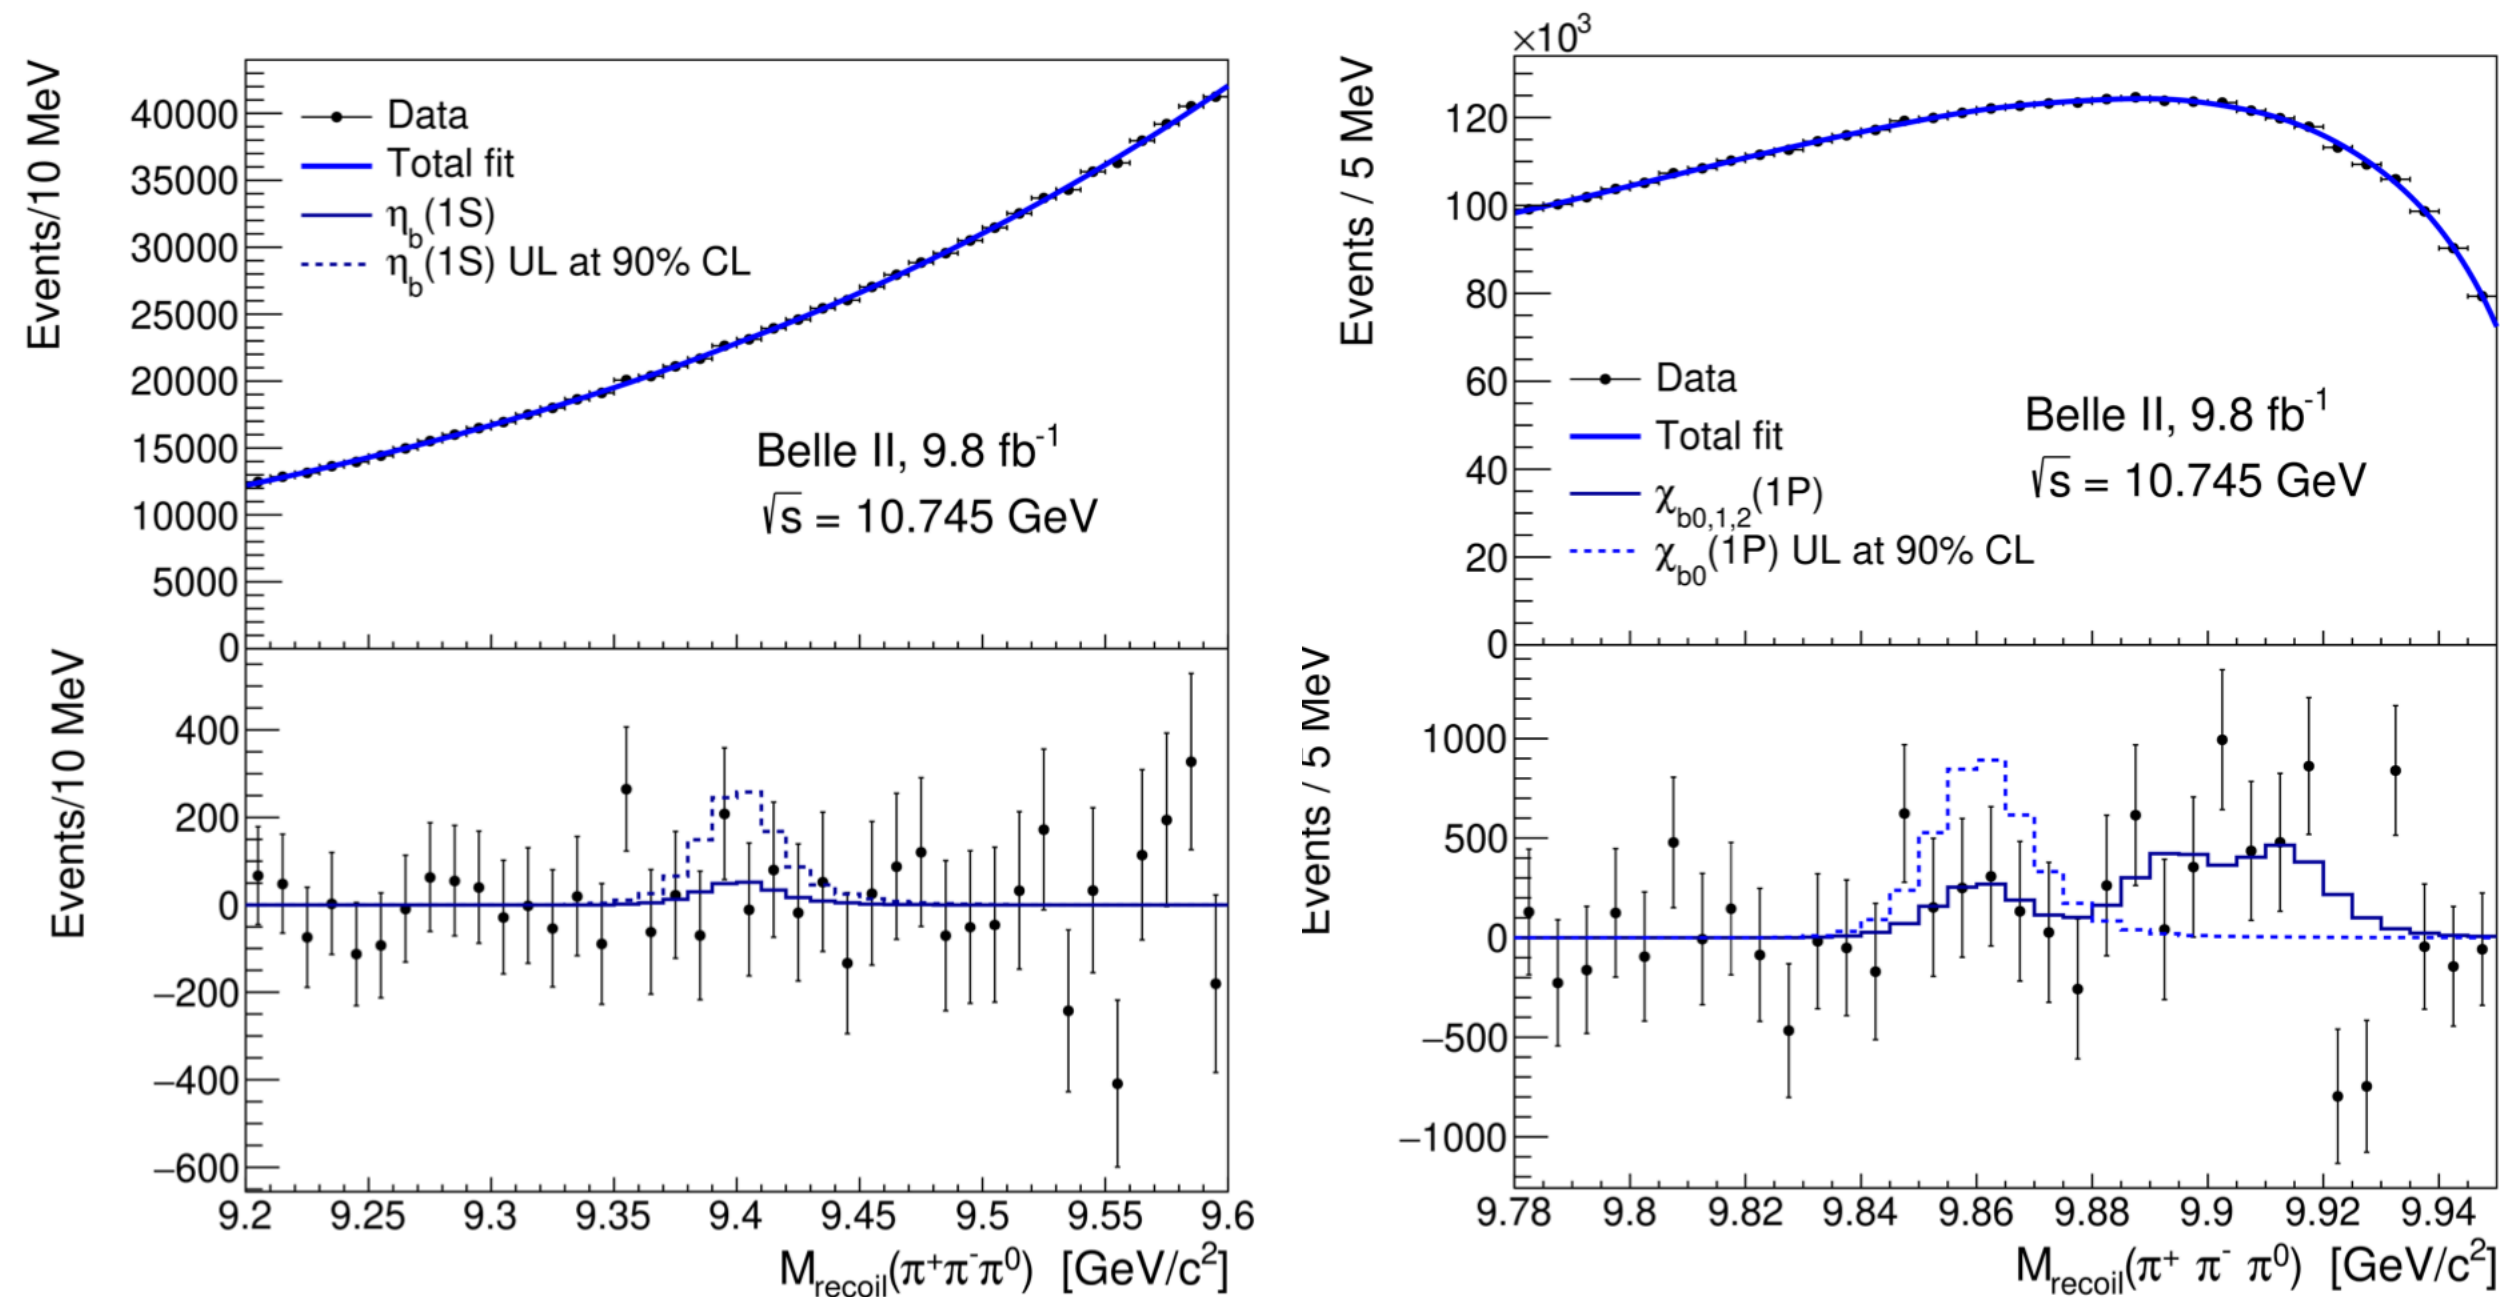 Events/10 MeV
40000
35000
30000
25000
20000
15000
10000
5000
0
Data
Total fit
η_b(1S)
η_b(1S) UL at 90% CL
Belle II, 9.8 fb⁻¹
√s = 10.745 GeV
Events/10 MeV
400
200
0
−200
−400
−600
9.2 9.25 9.3 9.35 9.4 9.45 9.5 9.55 9.6
M_recoil(π⁺π⁻π⁰) [GeV/c²]
×10³
Events / 5 MeV
120
100
80
60
40
20
0
Data
Total fit
χ_b0,1,2(1P)
χ_b0(1P) UL at 90% CL
Belle II, 9.8 fb⁻¹
√s = 10.745 GeV
Events / 5 MeV
1000
500
0
−500
−1000
9.78 9.8 9.82 9.84 9.86 9.88 9.9 9.92 9.94
M_recoil(π⁺ π⁻ π⁰) [GeV/c²]